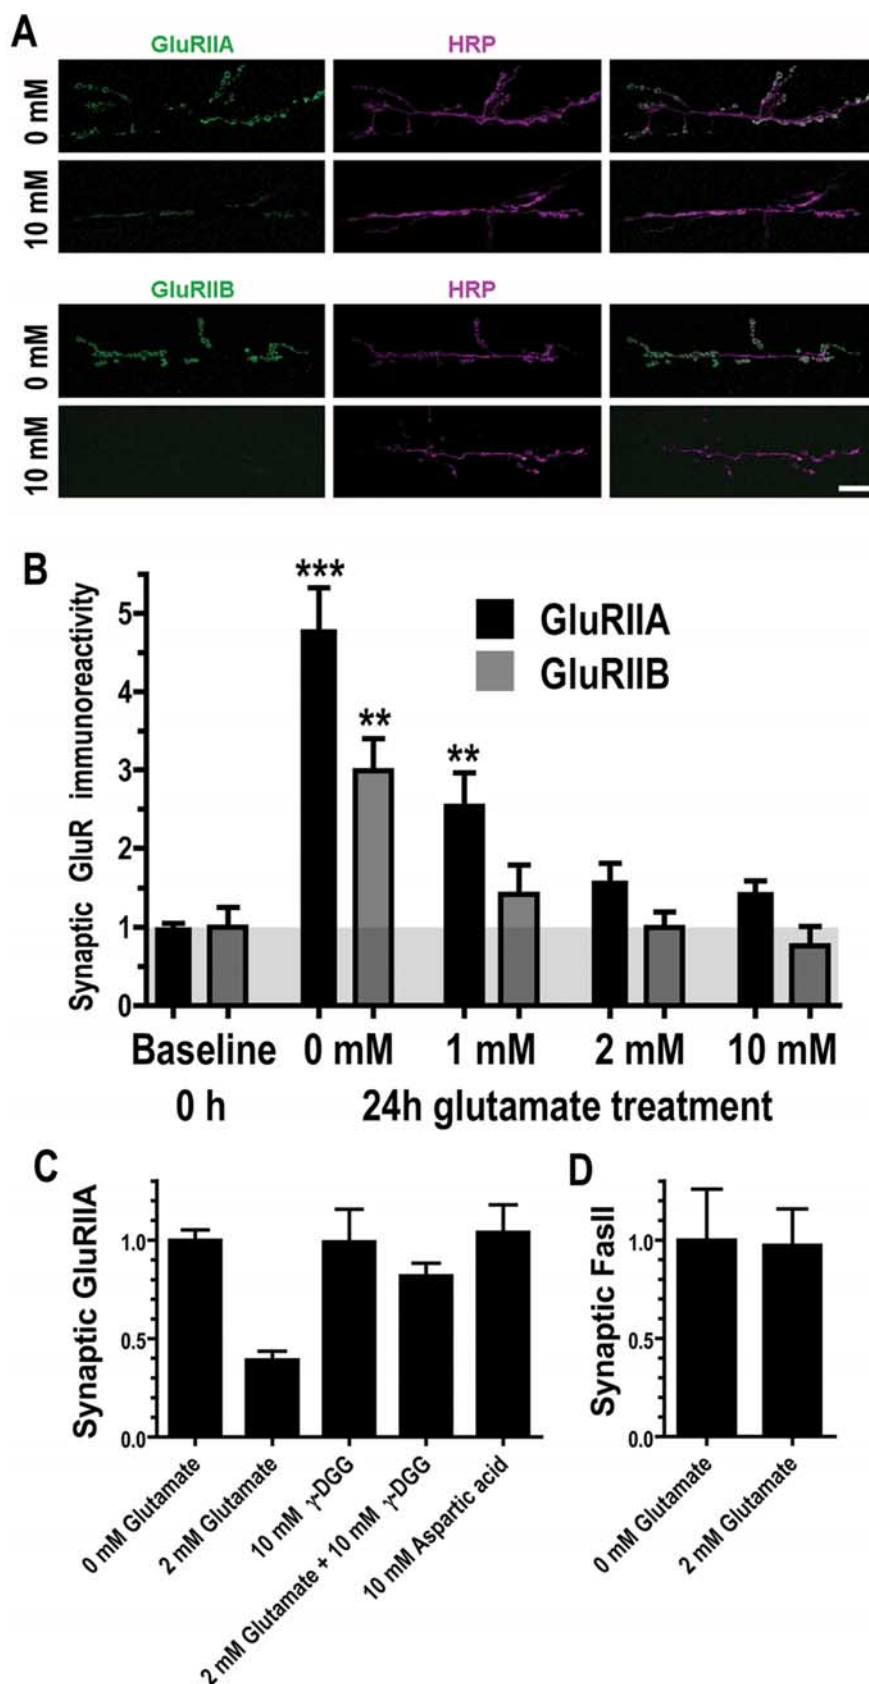 A
GluRIIA HRP
0 mM
10 mM
GluRIIB HRP
0 mM
10 mM
B
Synaptic GluR immunoreactivity
5
4
3
2
1
0
***
**
**
GluRIIA
GluRIIB
Baseline 0 mM 1 mM 2 mM 10 mM
0 h 24h glutamate treatment
C
Synaptic GluRIIA
1.0
0.5
0.0
0 mM Glutamate
2 mM Glutamate
10 mM γ-DGG
2 mM Glutamate + 10 mM γ-DGG
10 mM Aspartic acid
D
Synaptic FasII
1.0
0.5
0.0
0 mM Glutamate
2 mM Glutamate